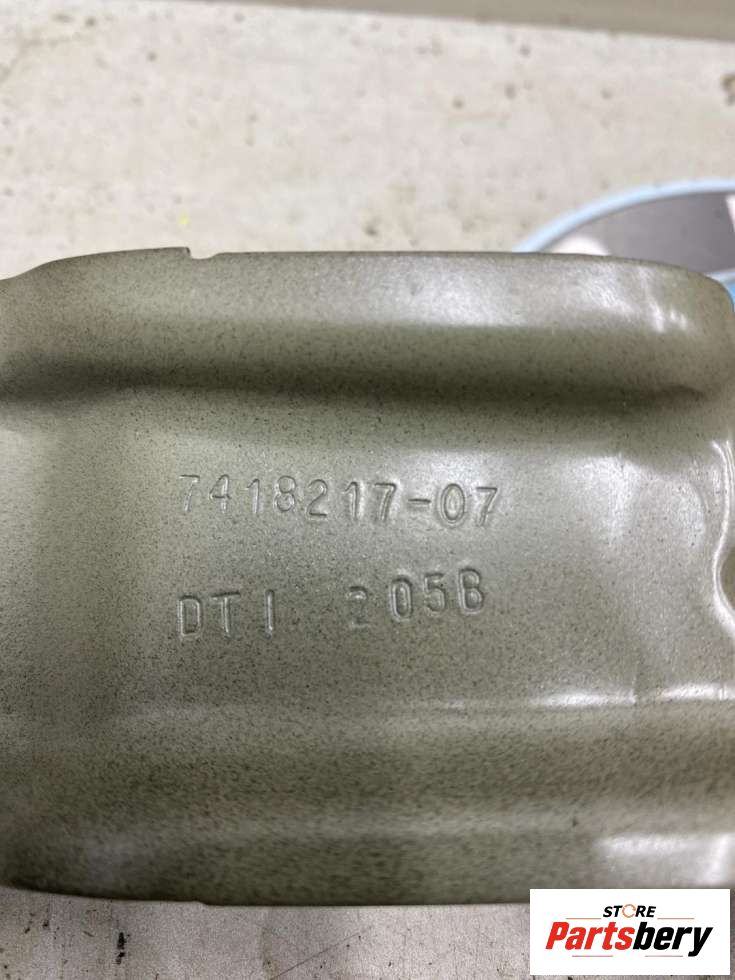 7418217-07
DTI 205B
STORE
Partsbery